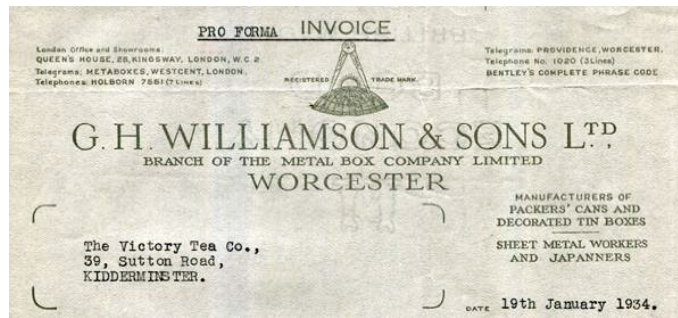 PRO FORMA INVOICE
London Office and Showrooms:
QUEEN'S HOUSE, 28, KINGSWAY, LONDON, W.C.2.
Telegrams: METABOXES, WESTCENT, LONDON.
Telephones: HOLBORN 7551 (7 Lines)
REGISTERED TRADE MARK.
Telegrams: PROVIDENCE, WORCESTER.
Telephone No. 1020 (3 Lines)
BENTLEY'S COMPLETE PHRASE CODE
G. H. WILLIAMSON & SONS LTD,
BRANCH OF THE METAL BOX COMPANY LIMITED
WORCESTER
MANUFACTURERS OF
PACKERS' CANS AND
DECORATED TIN BOXES
SHEET METAL WORKERS
AND JAPANNERS
The Victory Tea Co.,
39, Sutton Road,
KIDDERMINSTER.
DATE 19th January 1934.